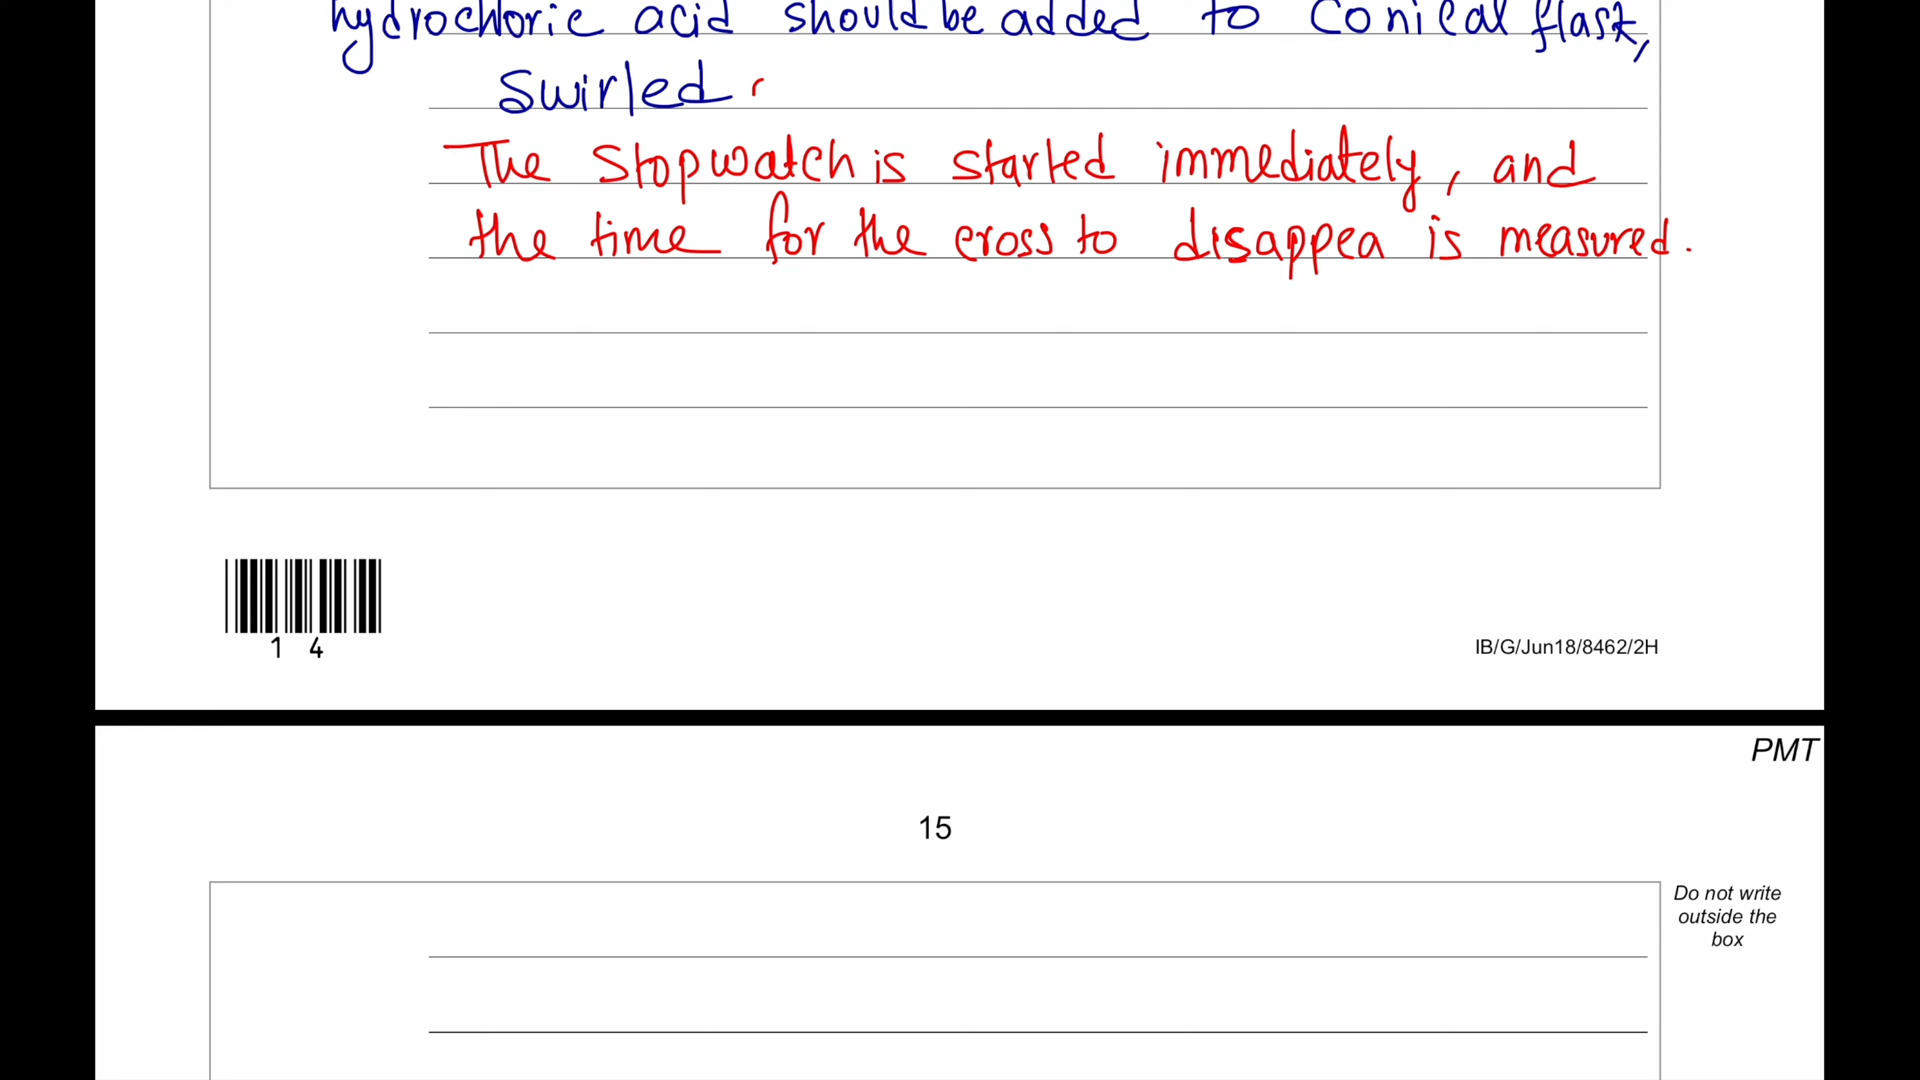 hydrochloric acid should be added to Conical flask,
Swirled.
The Stopwatch is started immediately, and
the time for the cross to disappea is measured.
1 4
IB/G/Jun18/8462/2H
PMT
15
Do not write
outside the
box